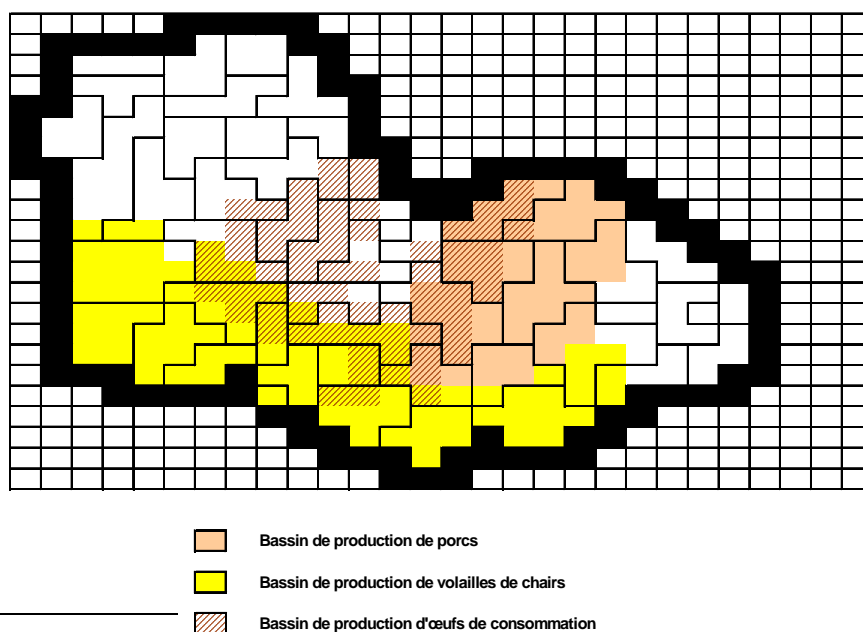 Bassin de production de porcs
Bassin de production de volailles de chairs
Bassin de production d'œufs de consommation